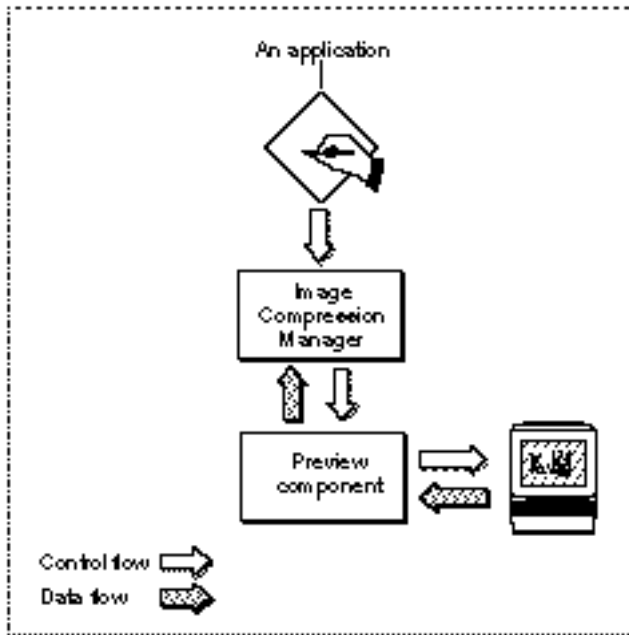 An application
Image
Compression
Manager
Preview
component
Control flow
Data flow